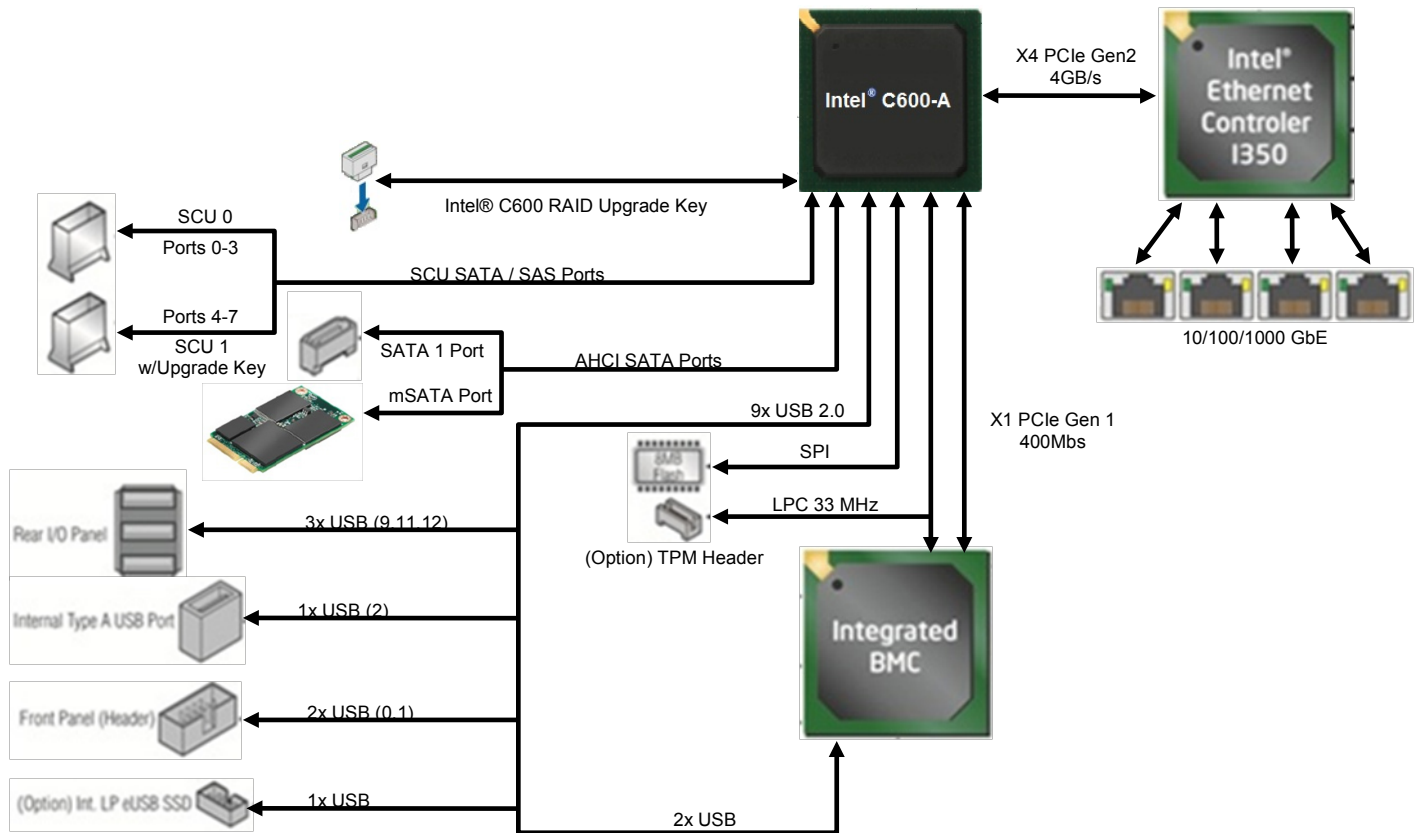 Intel® C600-A
X4 PCIe Gen2
4GB/s
Intel®
Ethernet
Controler
I350
Intel® C600 RAID Upgrade Key
SCU 0
Ports 0-3
SCU SATA / SAS Ports
Ports 4-7
SCU 1
w/Upgrade Key
SATA 1 Port
AHCI SATA Ports
mSATA Port
10/100/1000 GbE
9x USB 2.0
X1 PCIe Gen 1
400Mbs
8MB
Flash
SPI
LPC 33 MHz
(Option) TPM Header
Rear I/O Panel
3x USB (9,11,12)
Internal Type A USB Port
1x USB (2)
Integrated
BMC
Front Panel (Header)
2x USB (0,1)
(Option) Int. LP eUSB SSD
1x USB
2x USB